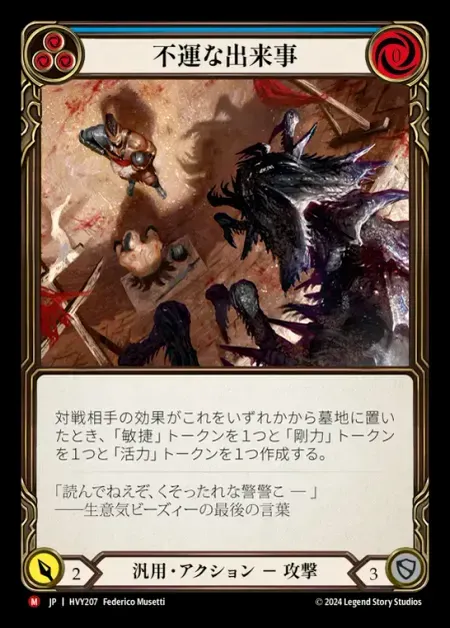 不運な出来事
0
対戦相手の効果がこれをいずれかから墓地に置い
たとき、「敏捷」トークンを1つと「剛力」トークン
を1つと「活力」トークンを1つ作成する。
「読んでねえぞ、くそったれな警警こ — 」
——生意気ビーズィーの最後の言葉
2
汎用・アクション － 攻撃
3
M JP | HVY207 Federico Musetti
© 2024 Legend Story Studios